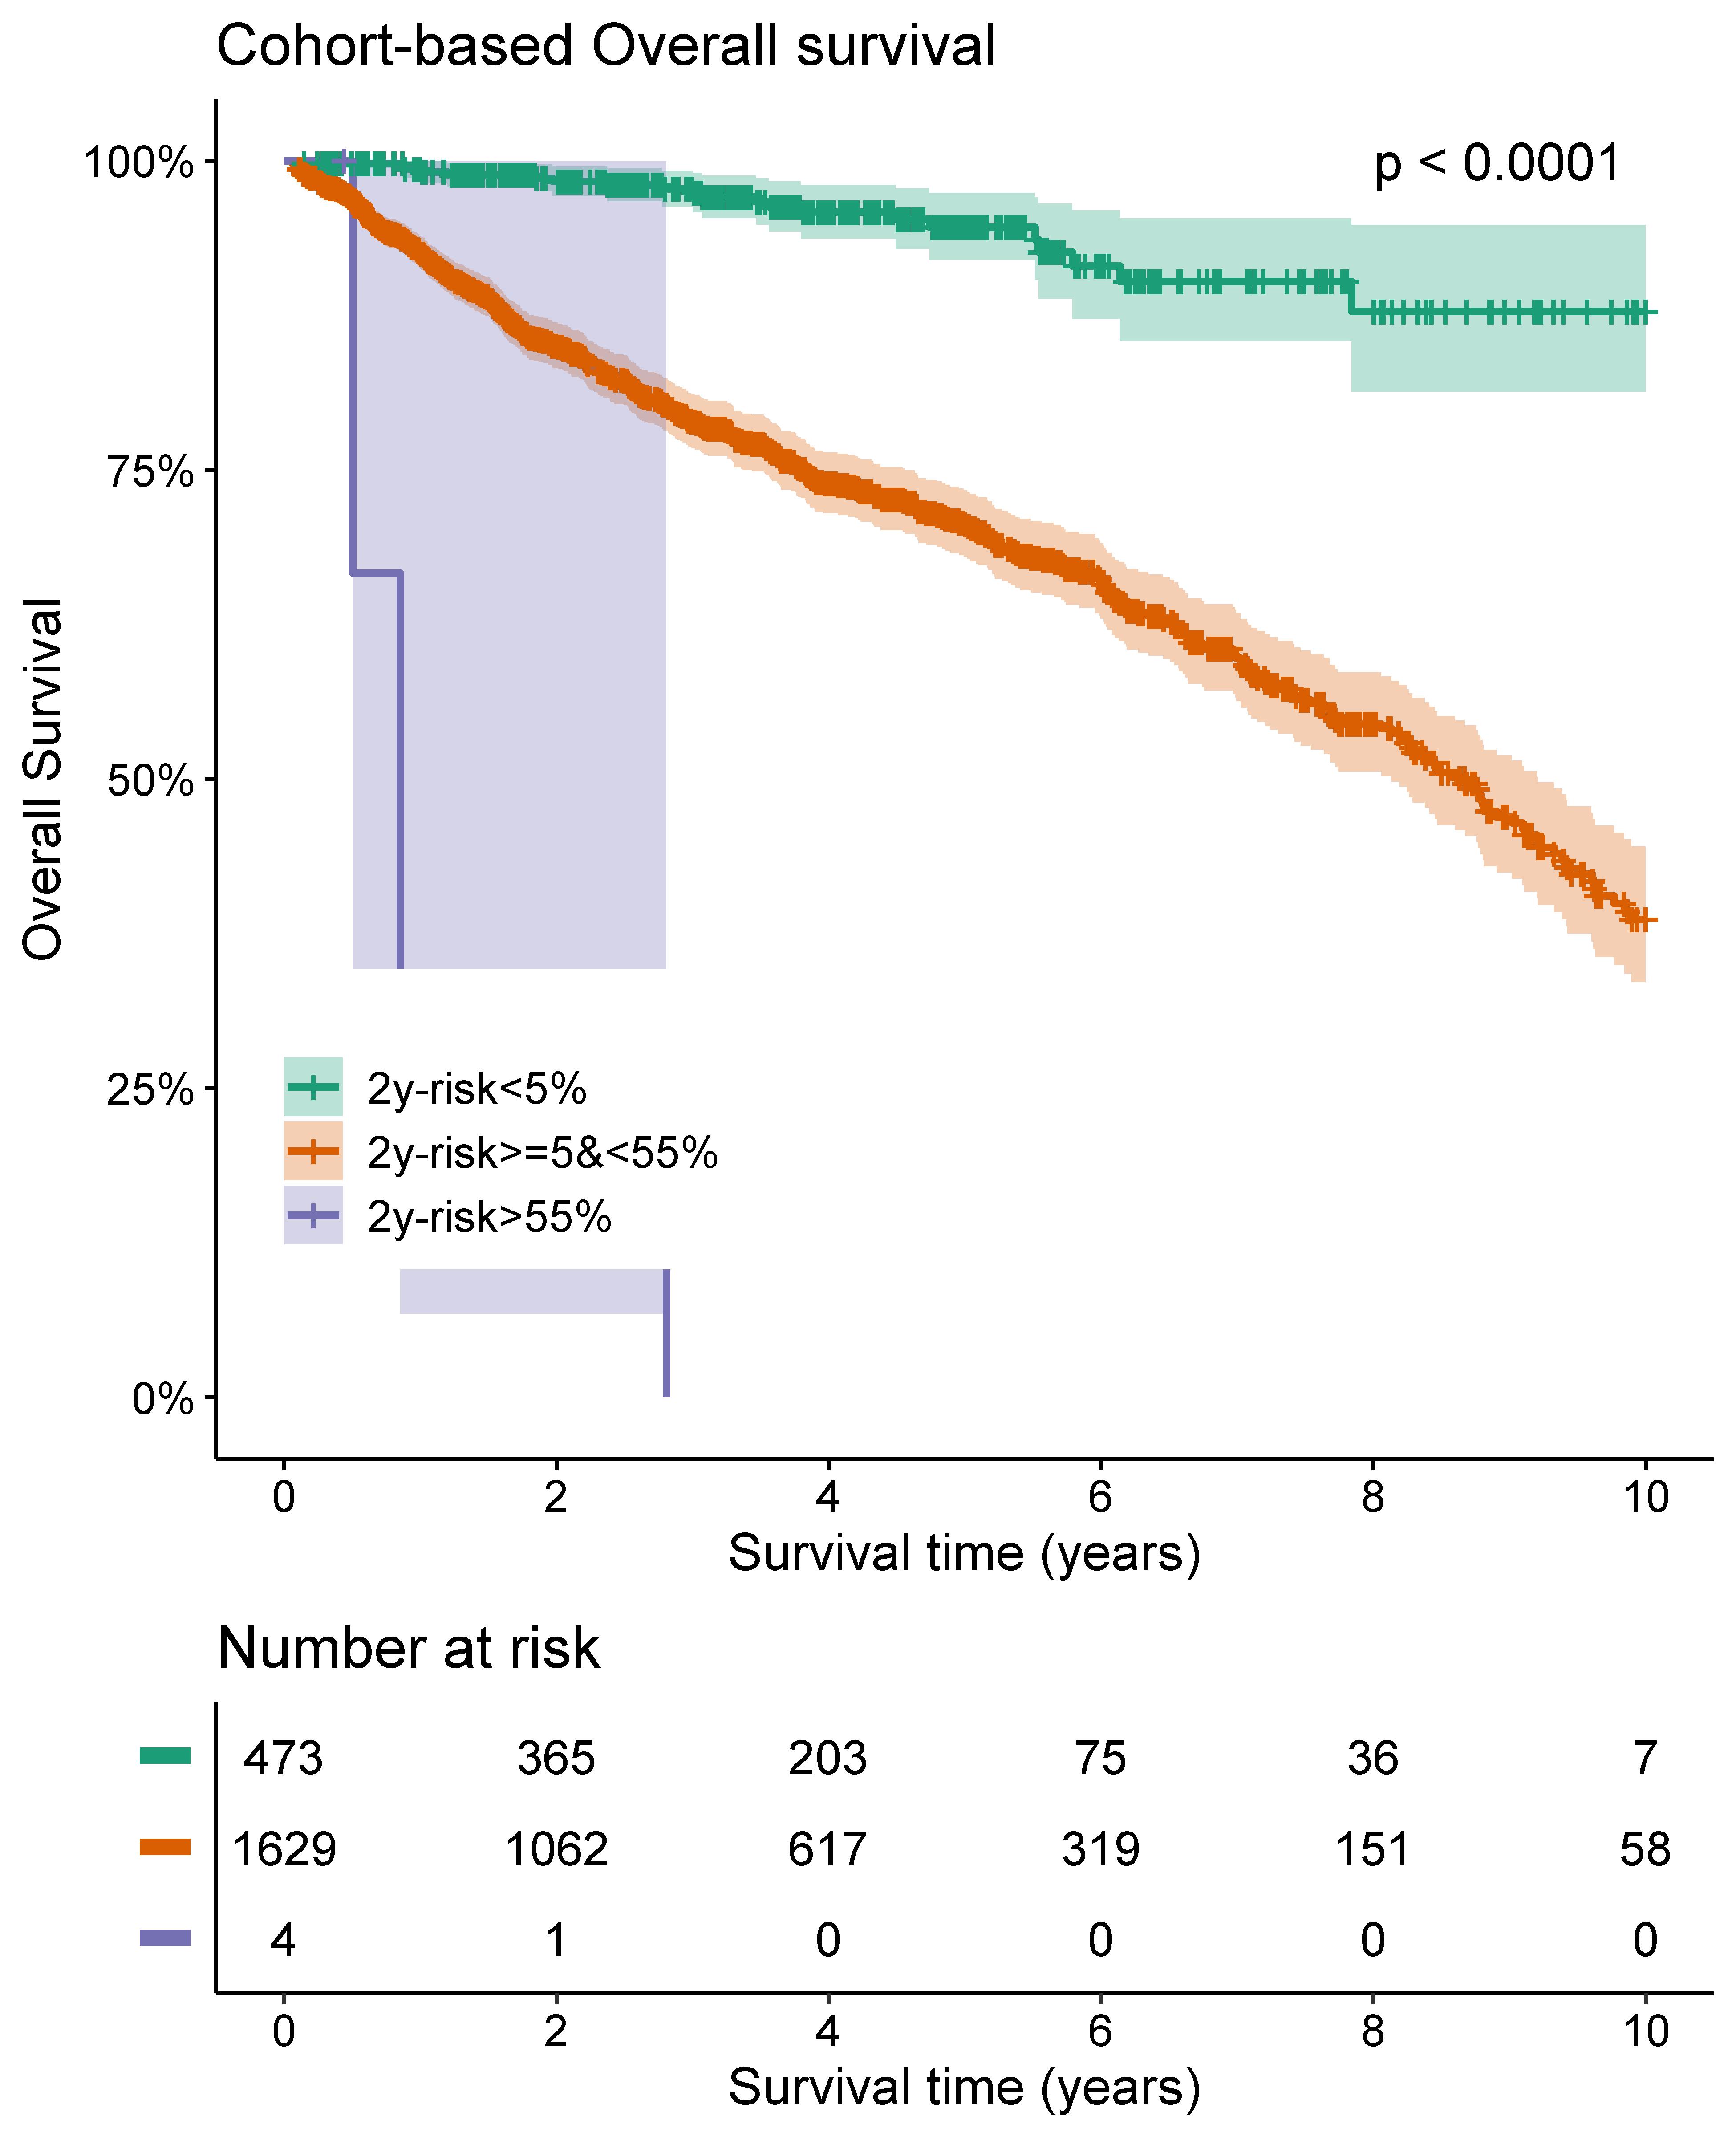 Cohort-based Overall survival
100%
p < 0.0001
75%
50%
Overall Survival
25%
2y-risk<5%
2y-risk>=5&<55%
2y-risk>55%
0%
0 2 4 6 8 10
Survival time (years)
Number at risk
473 365 203 75 36 7
1629 1062 617 319 151 58
4 1 0 0 0 0
0 2 4 6 8 10
Survival time (years)